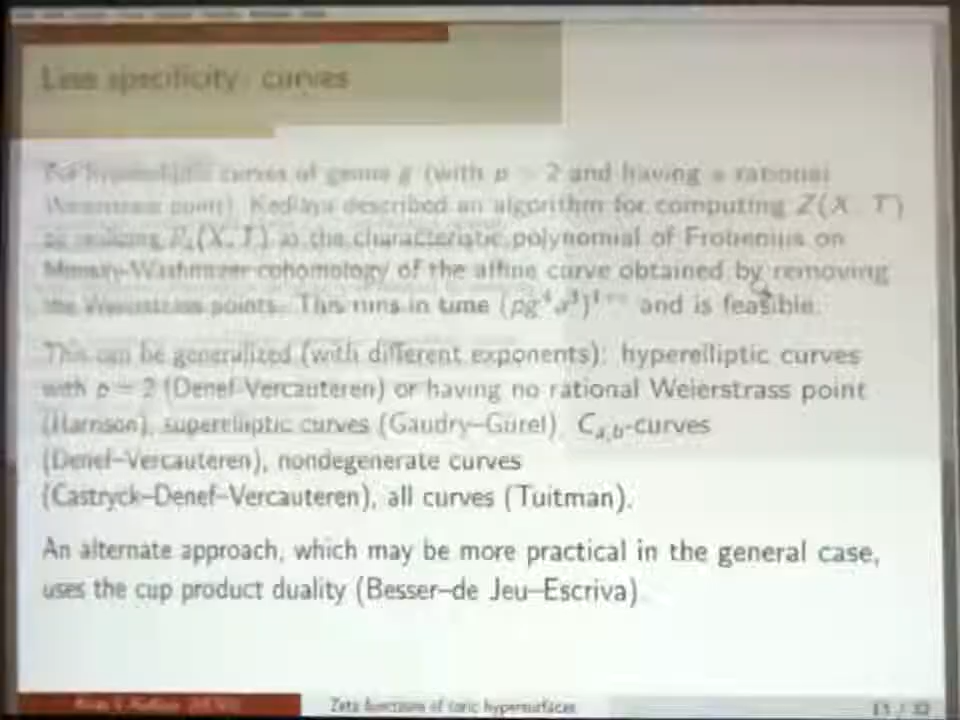 Less specificity: curves
curves of genus g (with p 2 and having a rational
Weierstrass point), Kedlaya described an algorithm for computing Z(X, T)
(X, T) as the characteristic polynomial of Frobenius on
Monsky-Washnitzer cohomology of the affine curve obtained by removing
the Weierstrass points. This runs in time and is feasible.
This can be generalized (with different exponents): hyperelliptic curves
with p = 2 (Denef-Vercauteren) or having no rational Weierstrass point
(Harrison), superelliptic curves (Gaudry–Gurel), C_{a,b}-curves
(Denef–Vercauteren), nondegenerate curves
(Castryck–Denef–Vercauteren), all curves (Tuitman).
An alternate approach, which may be more practical in the general case,
uses the cup product duality (Besser–de Jeu–Escriva)
Zeta functions of toric hypersurfaces